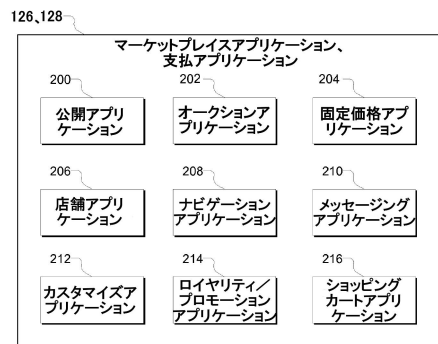 126、128
マーケットプレイスアプリケーション、
支払アプリケーション
200
公開アプリ
ケーション
202
オークションア
プリケーション
204
固定価格アプ
リケーション
206
店舗アプリ
ケーション
208
ナビゲーション
アプリケーション
210
メッセージング
アプリケーション
212
カスタマイズア
プリケーション
214
ロイヤリティ／
プロモーション
アプリケーション
216
ショッピング
カートアプリ
ケーション